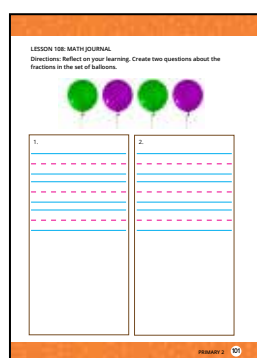 LESSON 108: MATH JOURNAL
Directions: Reflect on your learning. Create two questions about the
fractions in the set of balloons.
1.
2.
PRIMARY 2 101